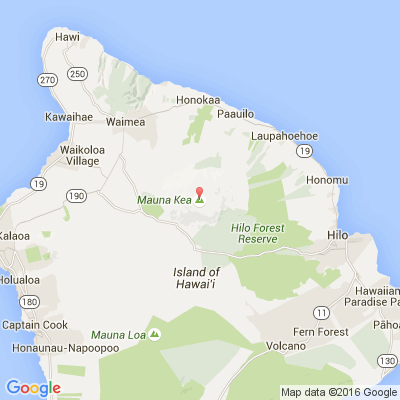 Hawi
270
250
Kawaihae
Waimea
Honokaa
Paauilo
Laupahoehoe
19
Waikoloa
Village
Honomu
19
190
Mauna Kea
Hilo Forest
Reserve
Hilo
Kalaoa
Holualoa
Island of
Hawai'i
180
Hawaiian
Paradise Pa
11
Captain Cook
Mauna Loa
Fern Forest
Pāho
Honaunau-Napoopoo
Volcano
130
Google
Map data ©2016 Google